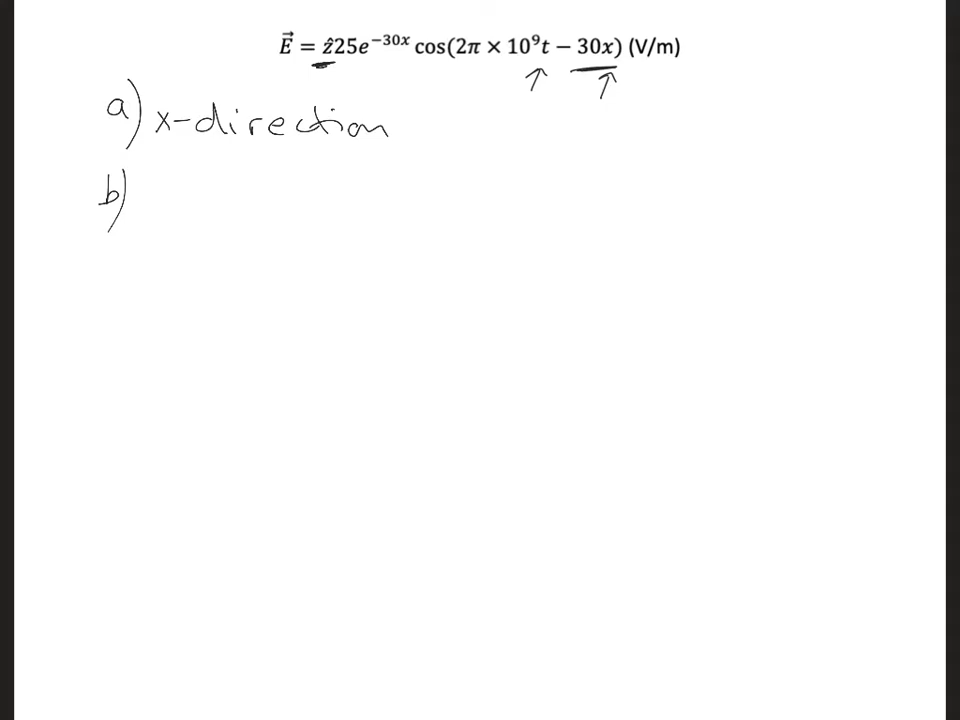 E⃗ = ẑ25e⁻³⁰ˣ cos(2π × 10⁹t − 30x) (V/m)
a) x-direction
b)